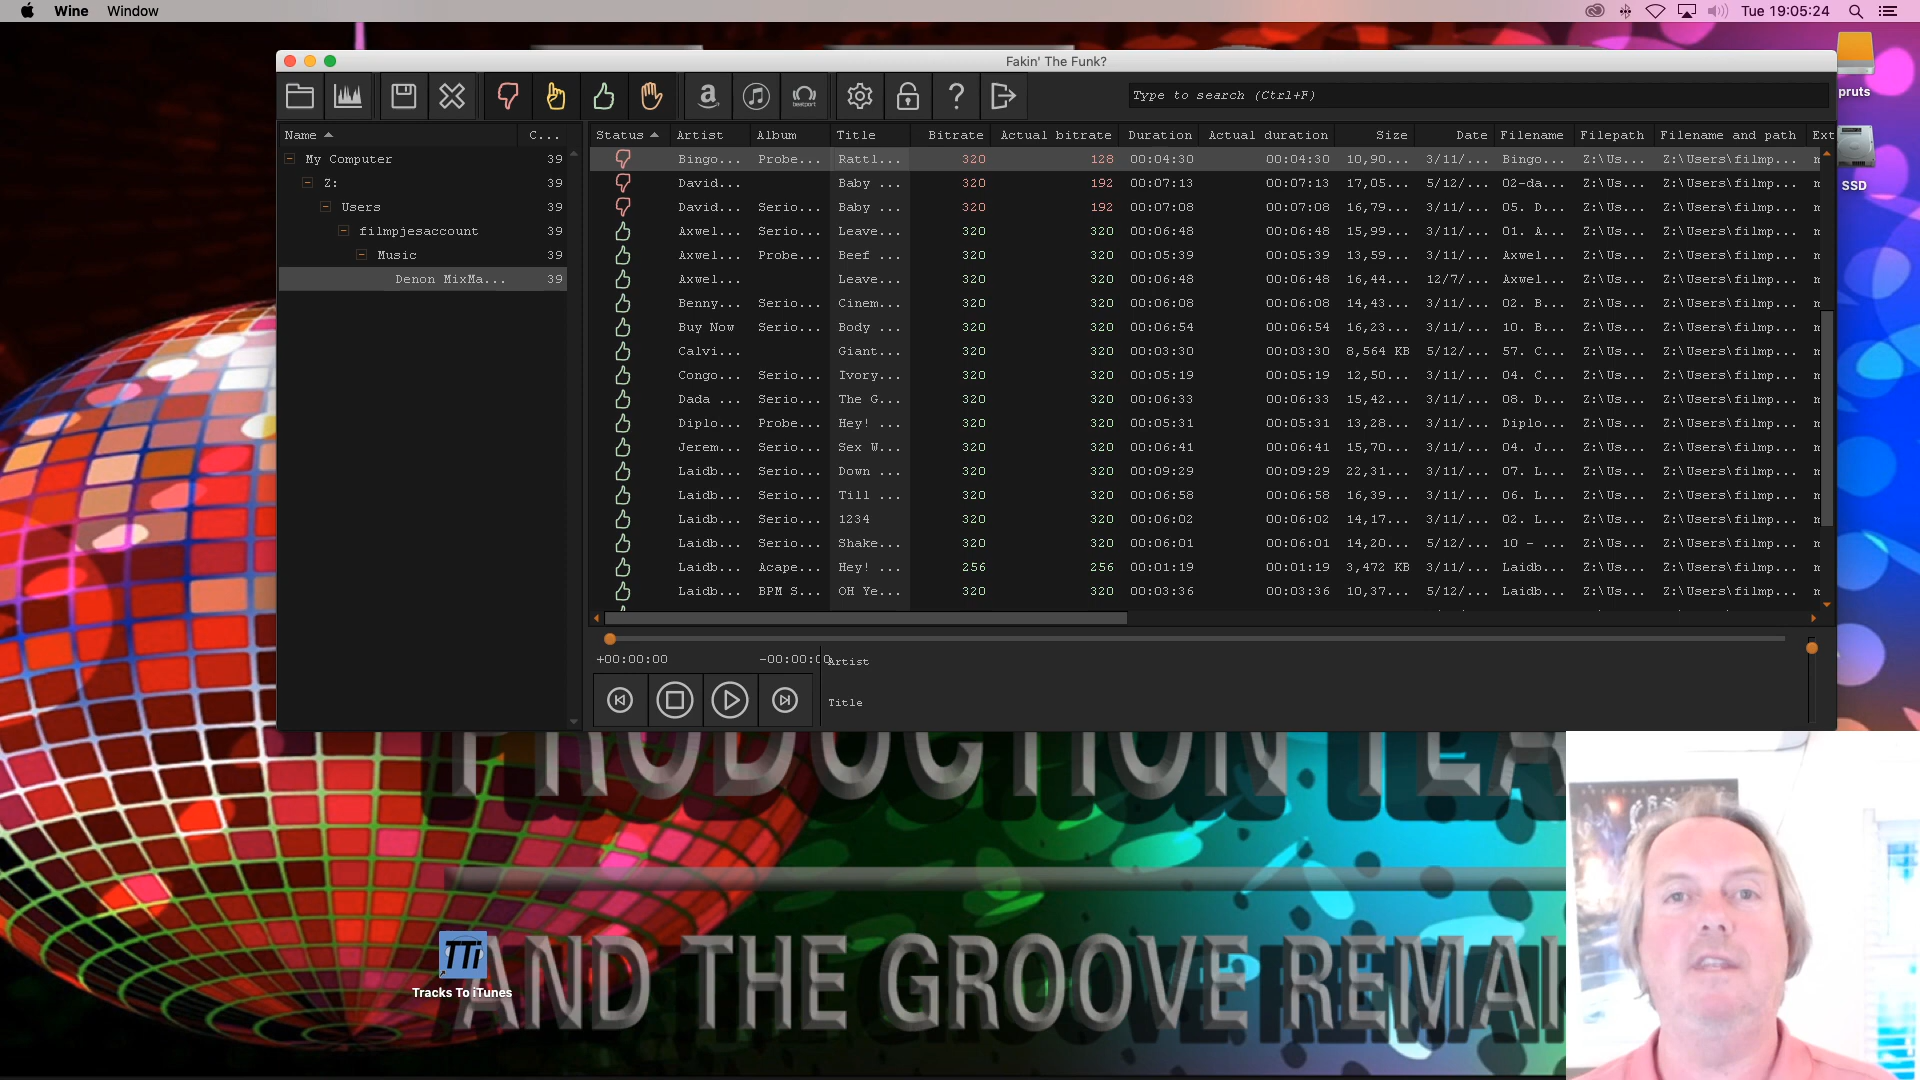 Wine Window Tue 19:05:24
Fakin' The Funk?
Type to search (Ctrl+F)
Name C... Status Artist Album Title Bitrate Actual bitrate Duration Actual duration Size Date Filename Filepath Filename and path Ext
My Computer 39 Bingo... Probe... Rattl... 320 128 00:04:30 00:04:30 10,90... 3/11/... Bingo... Z:\Us... Z:\Users\filmp...
Z: 39 David... Baby ... 320 192 00:07:13 00:07:13 17,05... 5/12/... 02-da... Z:\Us... Z:\Users\filmp...
Users 39 David... Serio... Baby ... 320 192 00:07:08 00:07:08 16,79... 3/11/... 05. D... Z:\Us... Z:\Users\filmp...
filmpjesaccount 39 Axwel... Serio... Leave... 320 320 00:06:48 00:06:48 15,99... 3/11/... 01. A... Z:\Us... Z:\Users\filmp...
Music 39 Axwel... Probe... Beef ... 320 320 00:05:39 00:05:39 13,59... 3/11/... Axwel... Z:\Us... Z:\Users\filmp...
Denon MixMa... 39 Axwel... Leave... 320 320 00:06:48 00:06:48 16,44... 12/7/... Axwel... Z:\Us... Z:\Users\filmp...
Benny... Serio... Cinem... 320 320 00:06:08 00:06:08 14,43... 3/11/... 02. B... Z:\Us... Z:\Users\filmp...
Buy Now Serio... Body ... 320 320 00:06:54 00:06:54 16,23... 3/11/... 10. B... Z:\Us... Z:\Users\filmp...
Calvi... Giant... 320 320 00:03:30 00:03:30 8,564 KB 5/12/... 57. C... Z:\Us... Z:\Users\filmp...
Congo... Serio... Ivory... 320 320 00:05:19 00:05:19 12,50... 3/11/... 04. C... Z:\Us... Z:\Users\filmp...
Dada ... Serio... The G... 320 320 00:06:33 00:06:33 15,42... 3/11/... 08. D... Z:\Us... Z:\Users\filmp...
Diplo... Probe... Hey! ... 320 320 00:05:31 00:05:31 13,28... 3/11/... Diplo... Z:\Us... Z:\Users\filmp...
Jerem... Serio... Sex W... 320 320 00:06:41 00:06:41 15,70... 3/11/... 04. J... Z:\Us... Z:\Users\filmp...
Laidb... Serio... Down ... 320 320 00:09:29 00:09:29 22,31... 3/11/... 07. L... Z:\Us... Z:\Users\filmp...
Laidb... Serio... Till ... 320 320 00:06:58 00:06:58 16,39... 3/11/... 06. L... Z:\Us... Z:\Users\filmp...
Laidb... Serio... 1234 320 320 00:06:02 00:06:02 14,17... 3/11/... 02. L... Z:\Us... Z:\Users\filmp...
Laidb... Serio... Shake... 320 320 00:06:01 00:06:01 14,20... 5/12/... 10 - ... Z:\Us... Z:\Users\filmp...
Laidb... Acape... Hey! ... 256 256 00:01:19 00:01:19 3,472 KB 3/11/... Laidb... Z:\Us... Z:\Users\filmp...
Laidb... BPM S... OH Ye... 320 320 00:03:36 00:03:36 10,37... 5/12/... Laidb... Z:\Us... Z:\Users\filmp...
+00:00:00 -00:00:00 Artist
Title
pruts
SSD
PRODUCTION TEA
AND THE GROOVE REMAI
TTi
Tracks To iTunes